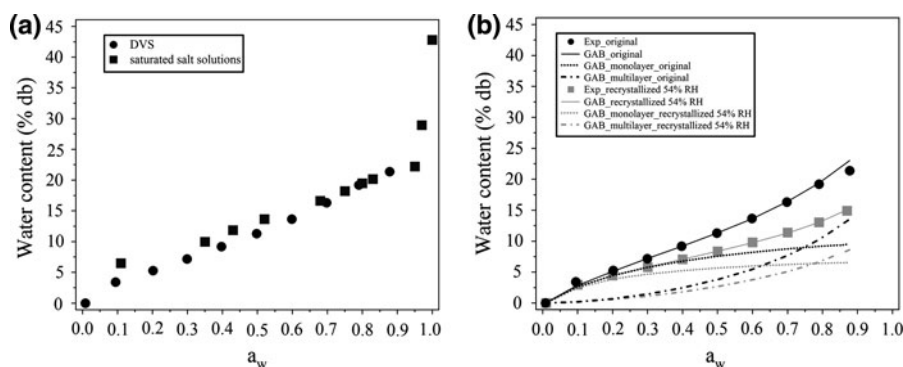 (a)
DVS
saturated salt solutions
Water content (% db)
45
40
35
30
25
20
15
10
5
0
0.0 0.1 0.2 0.3 0.4 0.5 0.6 0.7 0.8 0.9 1.0
aw
(b)
Exp_original
GAB_original
GAB_monolayer_original
GAB_multilayer_original
Exp_recrystallized 54% RH
GAB_recrystallized 54% RH
GAB_monolayer_recrystallized 54% RH
GAB_multilayer_recrystallized 54% RH
Water content (% db)
45
40
35
30
25
20
15
10
5
0
0.0 0.1 0.2 0.3 0.4 0.5 0.6 0.7 0.8 0.9 1.0
aw